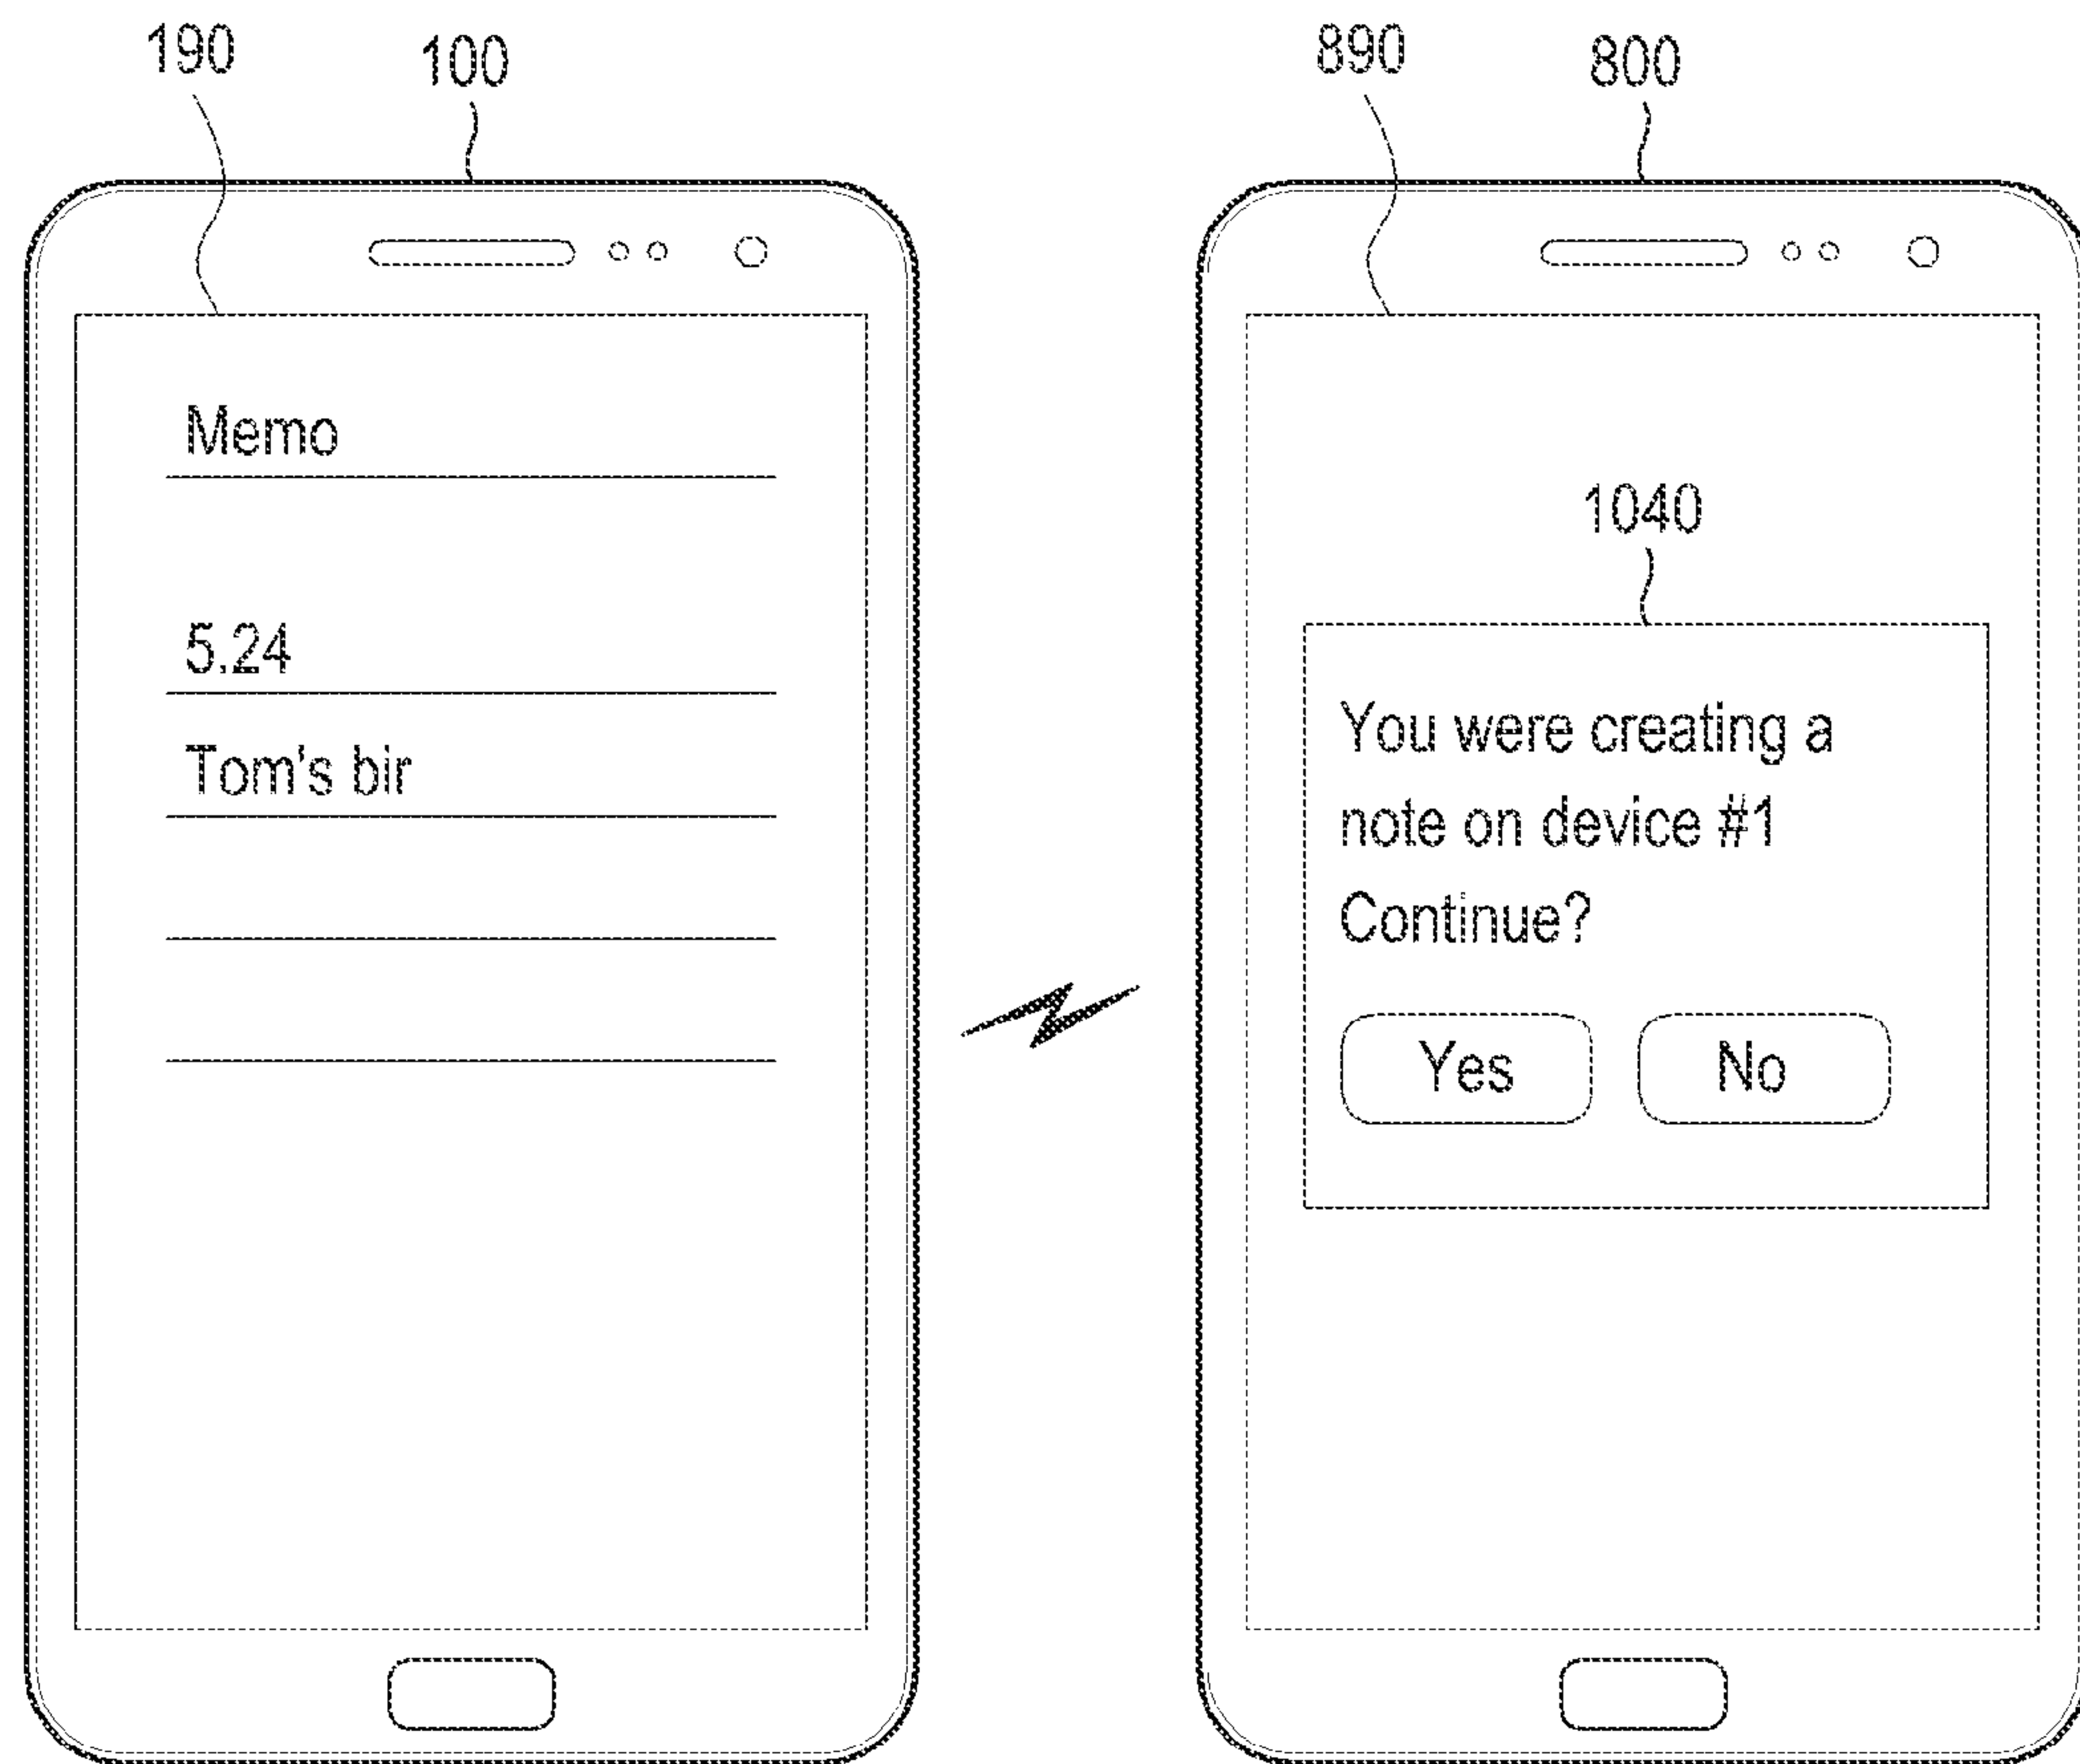 190
100
890
800
Memo
5.24
Tom's bir
1040
You were creating a
note on device #1
Continue?
Yes
No